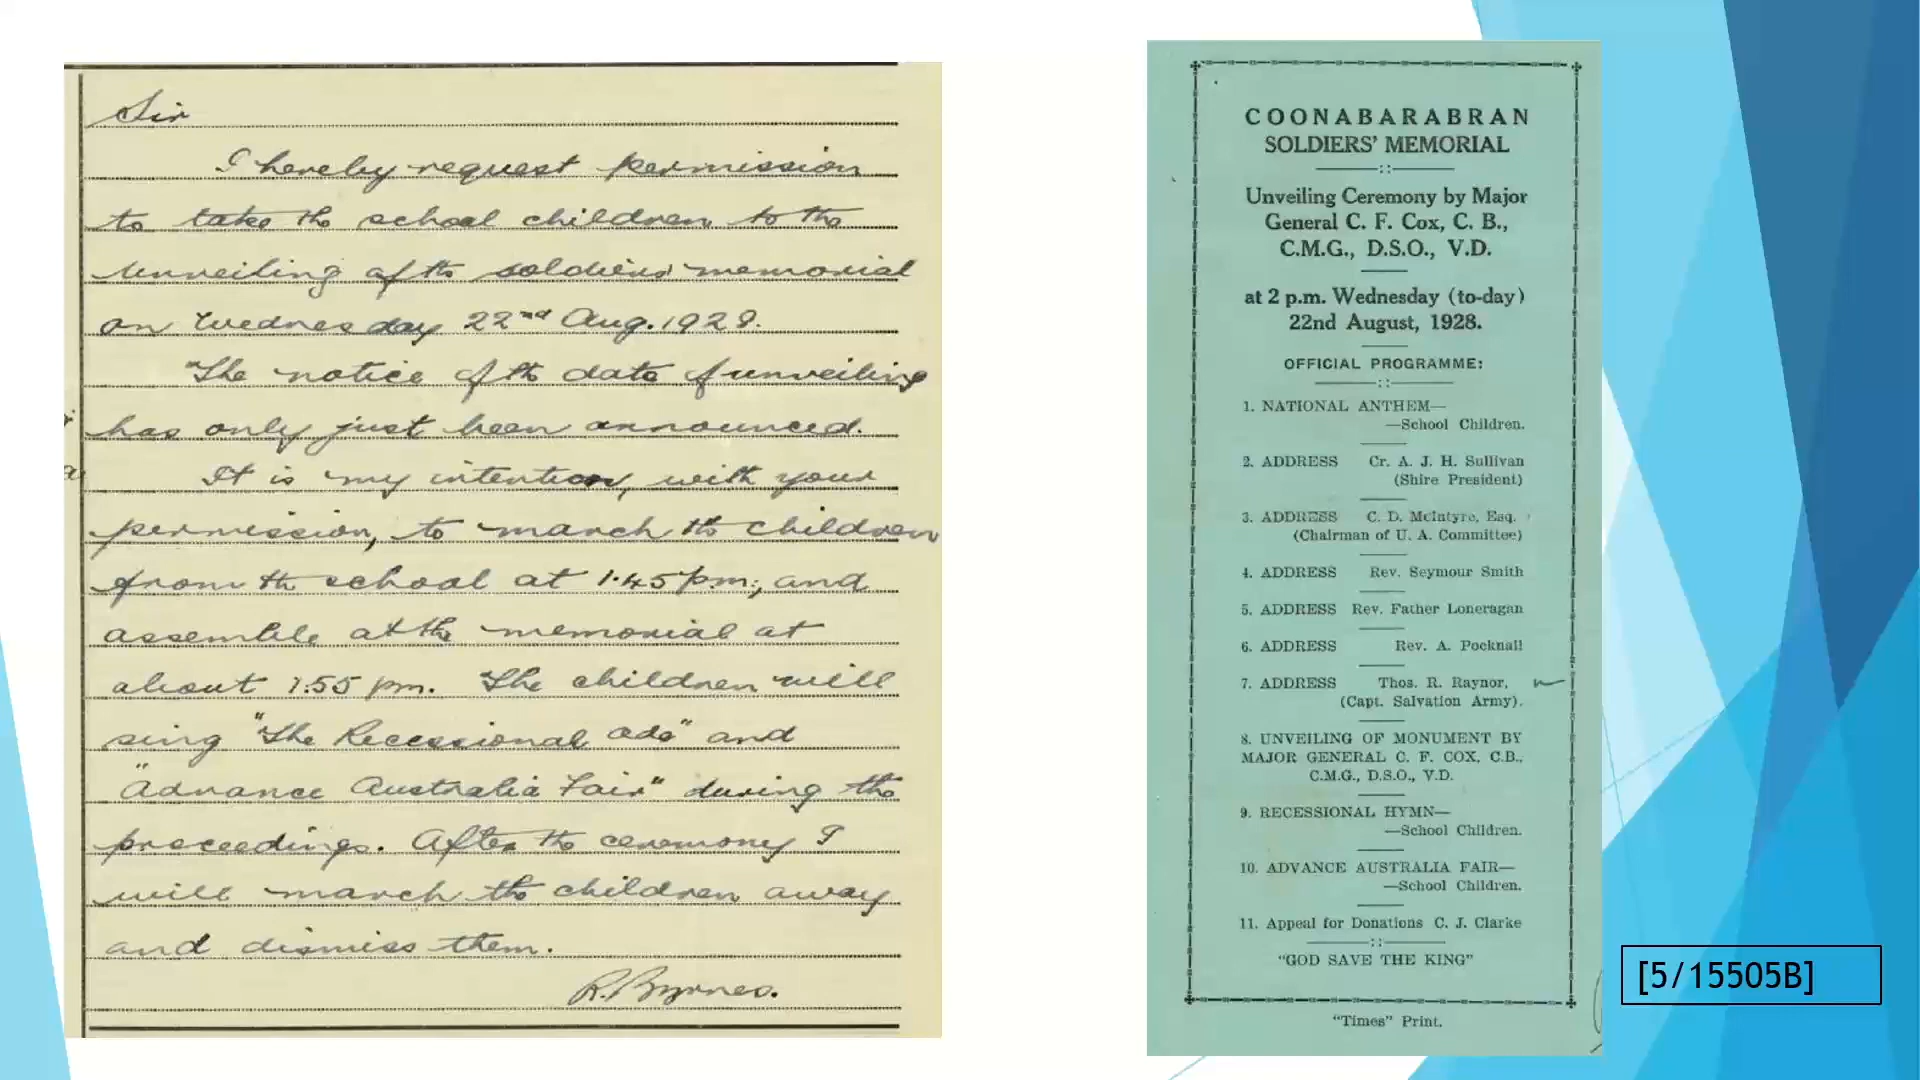 Sir
I hereby request permission
to take the school children to the
unveiling of the soldiers' memorial
on Wednesday 22nd Aug. 1928.
The notice of the date of unveiling
has only just been announced.
It is my intention, with your
permission, to march the children
from the school at 1.45 p.m.; and
assemble at the memorial at
about 1.55 pm. The children will
sing "The Recessional Ode" and
"Advance Australia Fair" during the
proceedings. After the ceremony I
will march the children away
and dismiss them.
R. Byrnes.
COONABARABRAN
SOLDIERS' MEMORIAL
Unveiling Ceremony by Major
General C. F. Cox, C. B.,
C.M.G., D.S.O., V.D.
at 2 p.m. Wednesday (to-day)
22nd August, 1928.
OFFICIAL PROGRAMME:
1. NATIONAL ANTHEM—
—School Children.
2. ADDRESS Cr. A. J. H. Sullivan
(Shire President)
3. ADDRESS C. D. McIntyre, Esq.
(Chairman of U. A. Committee)
4. ADDRESS Rev. Seymour Smith
5. ADDRESS Rev. Father Loneragan
6. ADDRESS Rev. A. Pocknall
7. ADDRESS Thos. R. Raynor,
(Capt. Salvation Army).
8. UNVEILING OF MONUMENT BY
MAJOR GENERAL C. F. COX, C.B.,
C.M.G., D.S.O., V.D.
9. RECESSIONAL HYMN—
—School Children.
10. ADVANCE AUSTRALIA FAIR—
—School Children.
11. Appeal for Donations C. J. Clarke
"GOD SAVE THE KING"
"Times" Print.
[5/15505B]